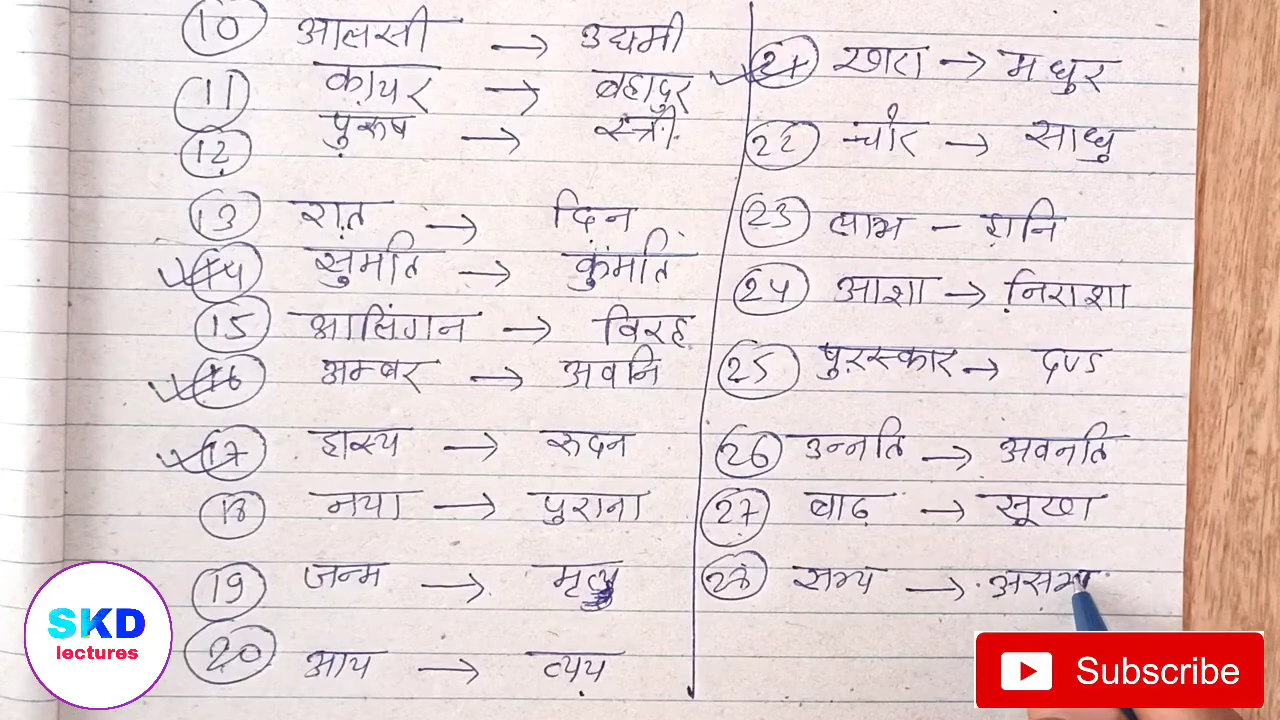 10 आलसी → उद्यमी
11 कायर → बहादुर
12 पुरुष → स्त्री
13 रात → दिन
14 सुमति → कुमति
15 आलिंगन → विरह
16 अम्बर → अवनि
17 हास्य → रुदन
18 नया → पुराना
19 जन्म → मृत्यु
20 आय → व्यय
21 खारा → मधुर
22 चोर → साधु
23 लाभ – हानि
24 आशा → निराशा
25 पुरस्कार → दण्ड
26 उन्नति → अवनति
27 बाढ़ → सूखा
28 सभ्य → असभ्य
SKD
lectures
Subscribe